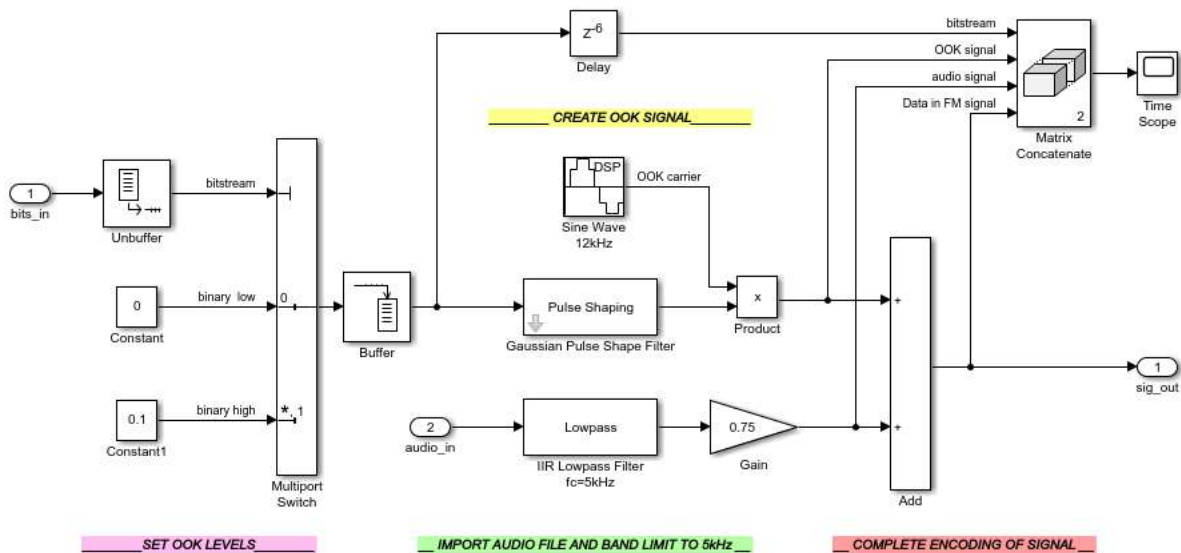 z-6
Delay
bitstream
OOK signal
audio signal
Data in FM signal
2
Matrix
Concatenate
Time
Scope
CREATE OOK SIGNAL
1
bits_in
Unbuffer
bitstream
DSP
OOK carrier
Sine Wave
12kHz
0
Constant
binary low
0
Buffer
Pulse Shaping
Gaussian Pulse Shape Filter
x
Product
+
1
sig_out
0.1
Constant1
binary high
*, 1
Multiport
Switch
2
audio_in
Lowpass
IIR Lowpass Filter
fc=5kHz
0.75
Gain
+
Add
SET OOK LEVELS
IMPORT AUDIO FILE AND BAND LIMIT TO 5kHz
COMPLETE ENCODING OF SIGNAL